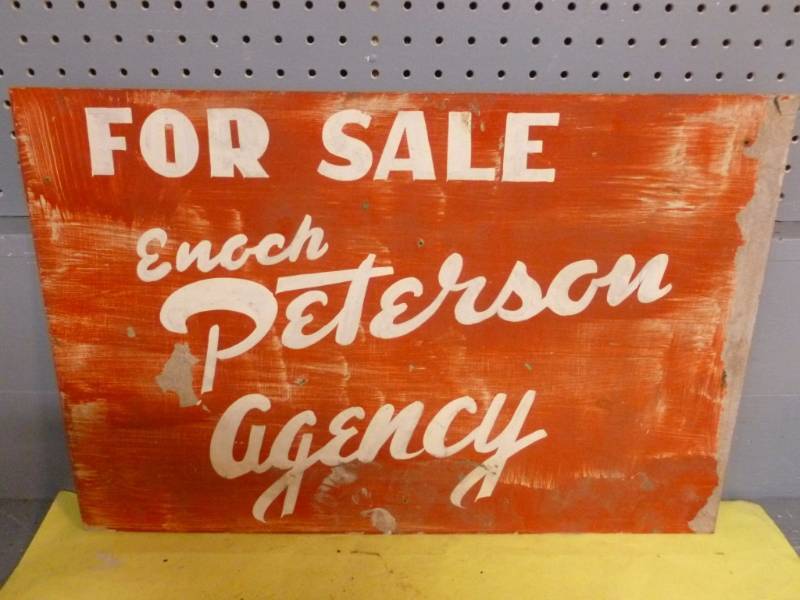 FOR SALE
Enoch
Peterson
Agency